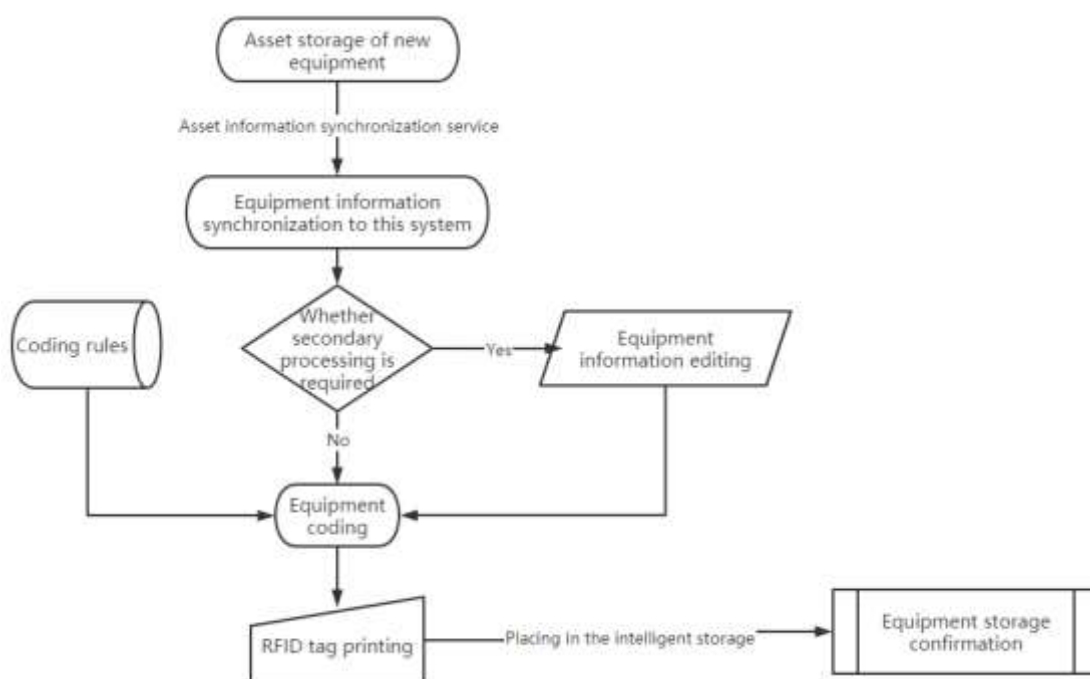 Asset storage of new
equipment
Asset information synchronization service
Equipment information
synchronization to this system
Coding rules
Whether
secondary
processing is
required
Yes
Equipment
information editing
No
Equipment
coding
RFID tag printing
Placing in the intelligent storage
Equipment storage
confirmation